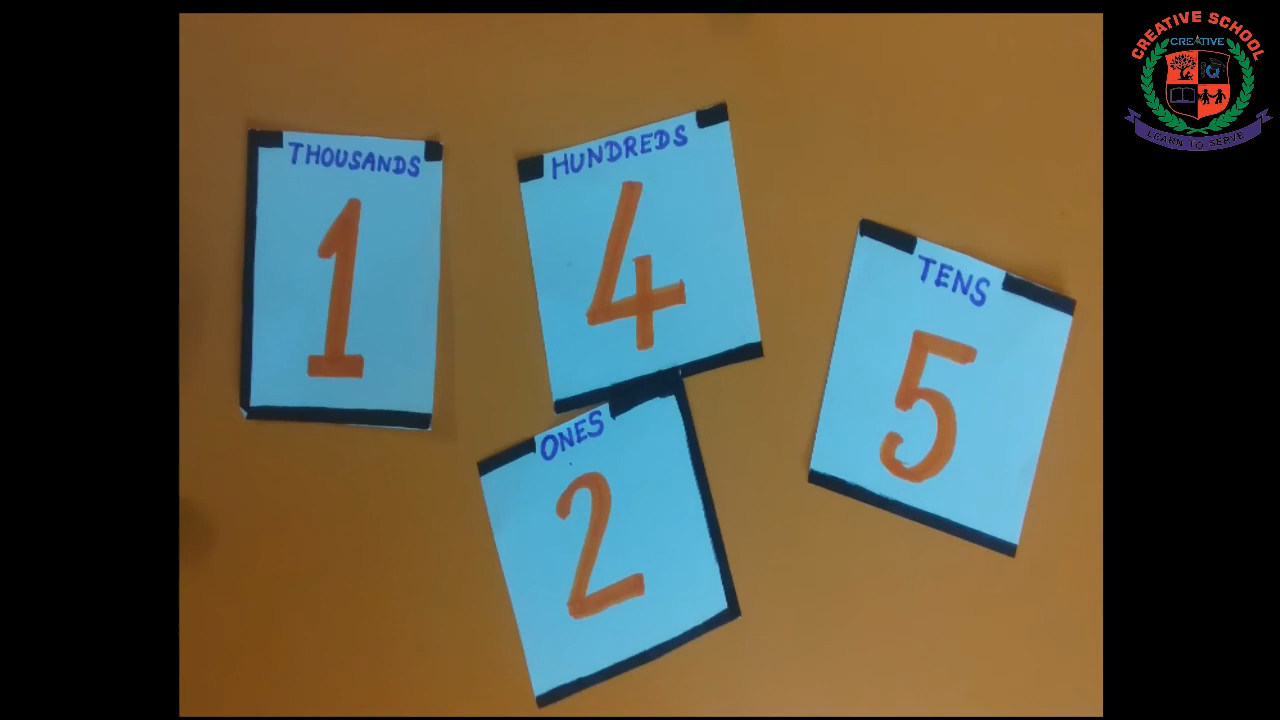 THOUSANDS
1
HUNDREDS
4
TENS
5
ONES
2
CREATIVE SCHOOL
CREATIVE
LEARN TO SERVE